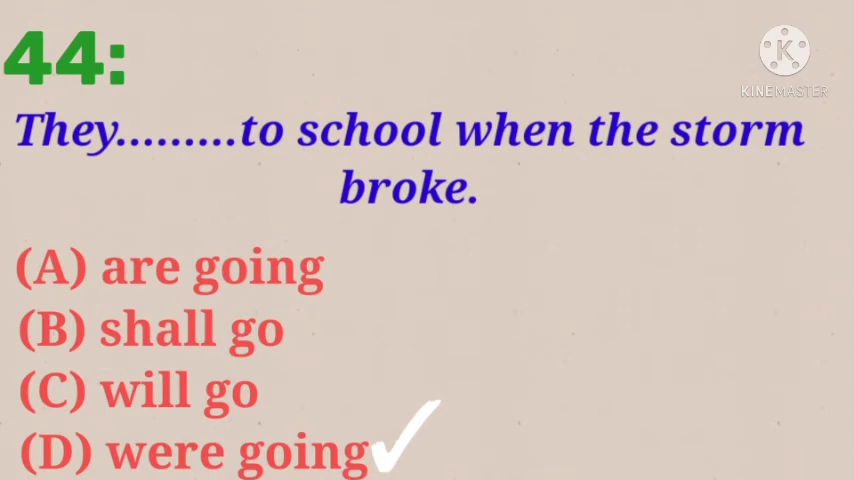 44:
KINEMASTER
They.........to school when the storm
broke.
(A) are going
(B) shall go
(C) will go
(D) were going